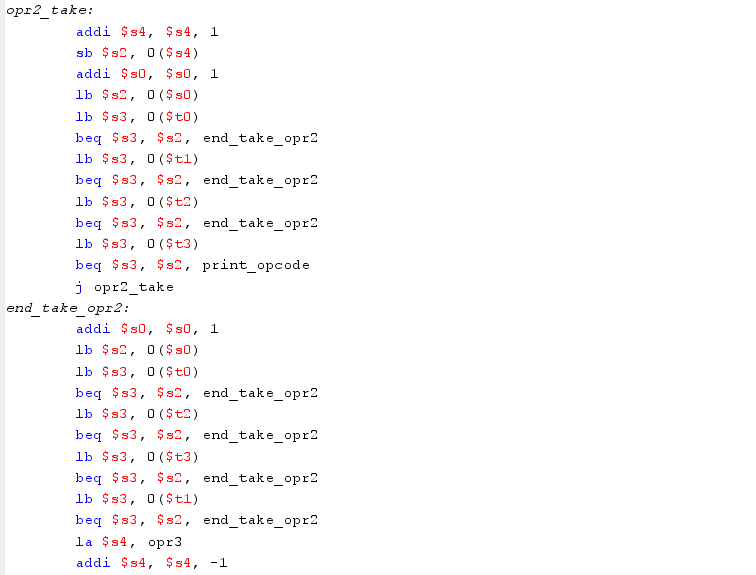 opr2_take:
addi $s4, $s4, 1
sb $s2, 0($s4)
addi $s0, $s0, 1
lb $s2, 0($s0)
lb $s3, 0($t0)
beq $s3, $s2, end_take_opr2
lb $s3, 0($t1)
beq $s3, $s2, end_take_opr2
lb $s3, 0($t2)
beq $s3, $s2, end_take_opr2
lb $s3, 0($t3)
beq $s3, $s2, print_opcode
j opr2_take
end_take_opr2:
addi $s0, $s0, 1
lb $s2, 0($s0)
lb $s3, 0($t0)
beq $s3, $s2, end_take_opr2
lb $s3, 0($t2)
beq $s3, $s2, end_take_opr2
lb $s3, 0($t3)
beq $s3, $s2, end_take_opr2
lb $s3, 0($t1)
beq $s3, $s2, end_take_opr2
la $s4, opr3
addi $s4, $s4, -1